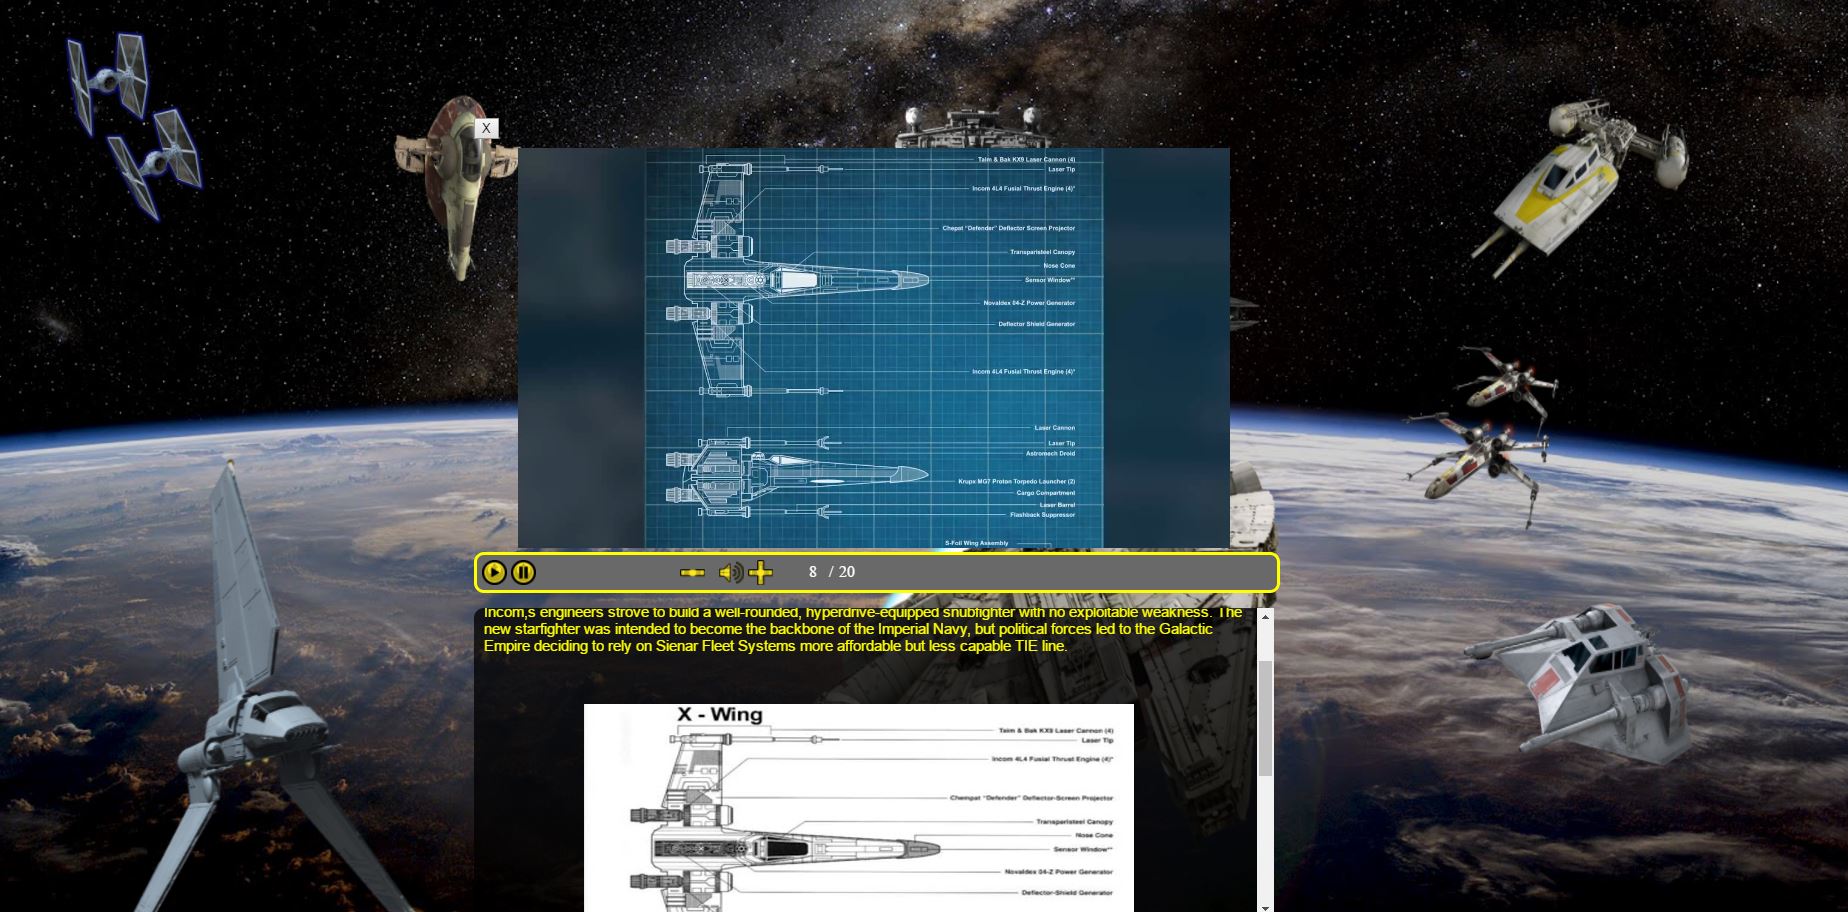 X
Taim & Bak KX9 Laser Cannon (4)
Laser Tip
Incom 4L4 Fusial Thrust Engine (4)*
Chepat "Defender" Deflector Screen Projector
Transparisteel Canopy
Nose Cone
Sensor Window**
Novaldex 04-Z Power Generator
Deflector Shield Generator
Incom 4L4 Fusial Thrust Engine (4)*
Laser Cannon
Laser Tip
Astromech Droid
Krupx MG7 Proton Torpedo Launcher (2)
Cargo Compartment
Laser Barrel
Flashback Suppressor
S-Foil Wing Assembly
8 / 20
Incom,s engineers strove to build a well-rounded, hyperdrive-equipped snubfighter with no exploitable weakness. The
new starfighter was intended to become the backbone of the Imperial Navy, but political forces led to the Galactic
Empire deciding to rely on Sienar Fleet Systems more affordable but less capable TIE line.
X - Wing
Taim & Bak KX9 Laser Cannon (4)
Laser Tip
Incom 4L4 Fusial Thrust Engine (4)*
Chempat "Defender" Deflector-Screen Projector
Transparisteel Canopy
Nose Cone
Sensor Window**
Novaldex 04-Z Power Generator
Deflector-Shield Generator